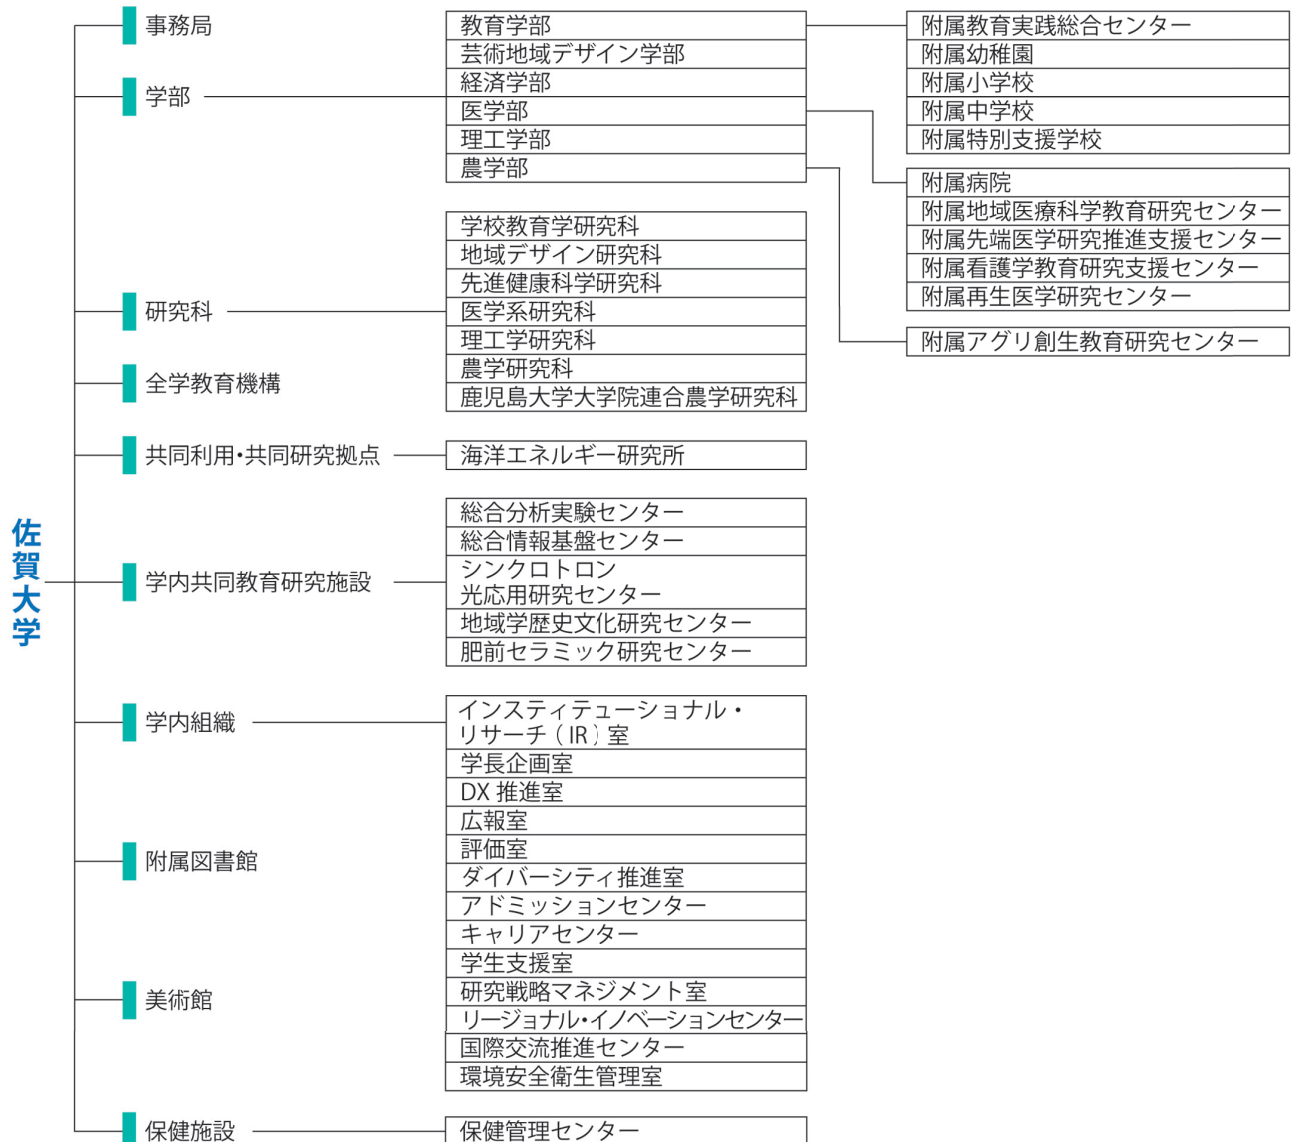 佐賀大学
事務局
学部
教育学部
芸術地域デザイン学部
経済学部
医学部
理工学部
農学部
附属教育実践総合センター
附属幼稚園
附属小学校
附属中学校
附属特別支援学校
附属病院
附属地域医療科学教育研究センター
附属先端医学研究推進支援センター
附属看護学教育研究支援センター
附属再生医学研究センター
附属アグリ創生教育研究センター
研究科
学校教育学研究科
地域デザイン研究科
先進健康科学研究科
医学系研究科
理工学研究科
農学研究科
鹿児島大学大学院連合農学研究科
全学教育機構
共同利用・共同研究拠点
海洋エネルギー研究所
学内共同教育研究施設
総合分析実験センター
総合情報基盤センター
シンクロトロン
光応用研究センター
地域学歴史文化研究センター
肥前セラミック研究センター
学内組織
インスティテューショナル・
リサーチ（IR）室
学長企画室
DX 推進室
広報室
評価室
ダイバーシティ推進室
アドミッションセンター
キャリアセンター
学生支援室
研究戦略マネジメント室
リージョナル・イノベーションセンター
国際交流推進センター
環境安全衛生管理室
附属図書館
美術館
保健施設
保健管理センター